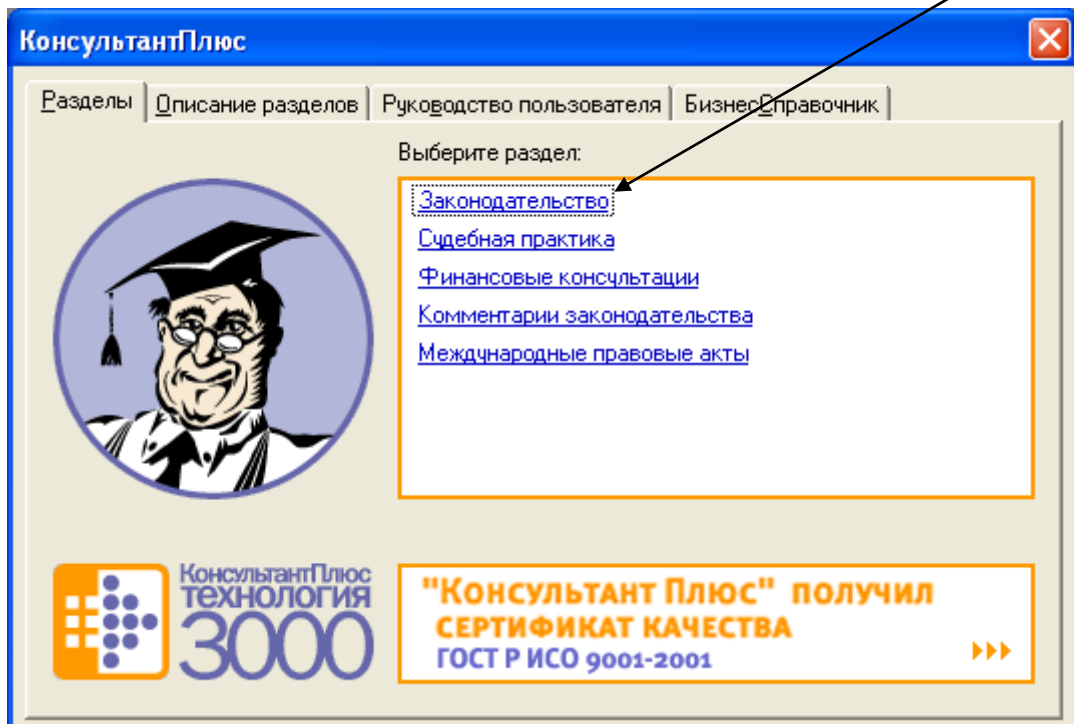 КонсультантПлюс
Разделы Описание разделов Руководство пользователя БизнесСправочник
Выберите раздел:
Законодательство
Судебная практика
Финансовые консультации
Комментарии законодательства
Международные правовые акты
КонсультантПлюс
ТЕХНОЛОГИЯ
3000
"КОНСУЛЬТАНТ ПЛЮС" ПОЛУЧИЛ
СЕРТИФИКАТ КАЧЕСТВА
ГОСТ Р ИСО 9001-2001